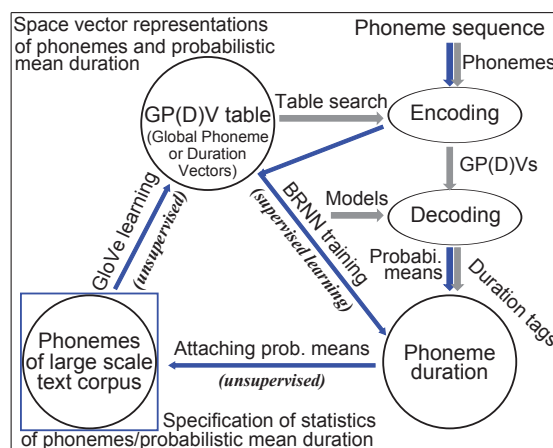 Space vector representations
of phonemes and probabilistic
mean duration
Phoneme sequence
Phonemes
GP(D)V table
(Global Phoneme
or Duration
Vectors)
Table search
Encoding
GP(D)Vs
Models
Decoding
GloVe learning
(unsupervised)
BRNN training
(supervised learning)
Probabi.
means
Duration tags
Phonemes
of large scale
text corpus
Attaching prob. means
(unsupervised)
Phoneme
duration
Specification of statistics
of phonemes/probabilistic mean duration